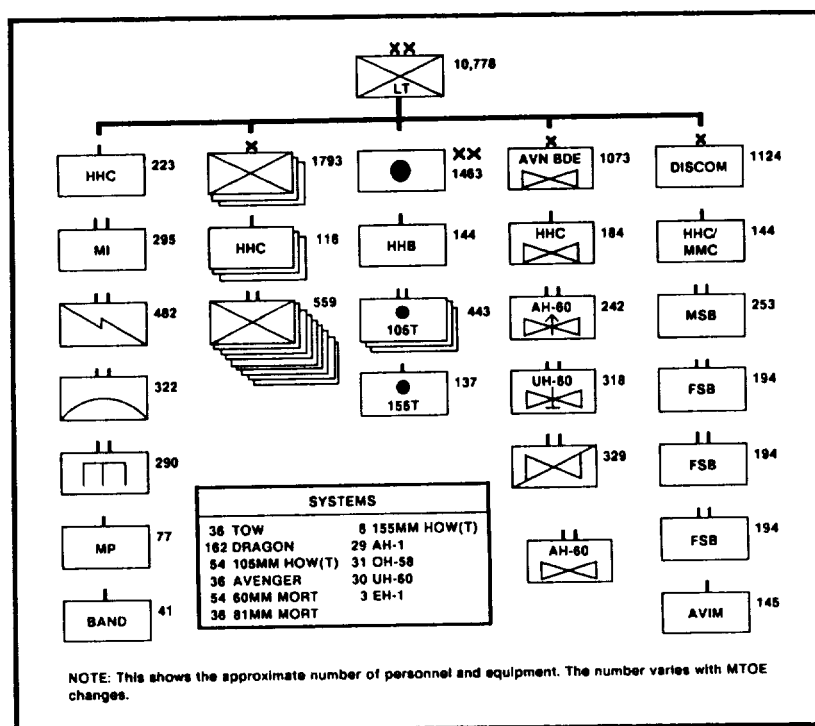 10,778
LT
HHC 223
1793
1463
AVN BDE 1073
DISCOM 1124
MI 295
HHC 116
HHB 144
HHC 184
HHC/
MMC 144
482
559
105T 443
AH-60 242
MSB 253
322
155T 137
UH-60 318
FSB 194
290
329
FSB 194
SYSTEMS
36 TOW 6 155MM HOW(T)
162 DRAGON 29 AH-1
54 105MM HOW(T) 31 OH-58
36 AVENGER 30 UH-60
54 60MM MORT 3 EH-1
36 81MM MORT
MP 77
AH-60
FSB 194
BAND 41
AVIM 145
NOTE: This shows the approximate number of personnel and equipment. The number varies with MTOE
changes.